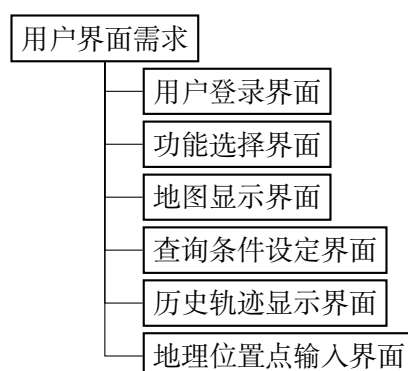 用户界面需求
用户登录界面
功能选择界面
地图显示界面
查询条件设定界面
历史轨迹显示界面
地理位置点输入界面